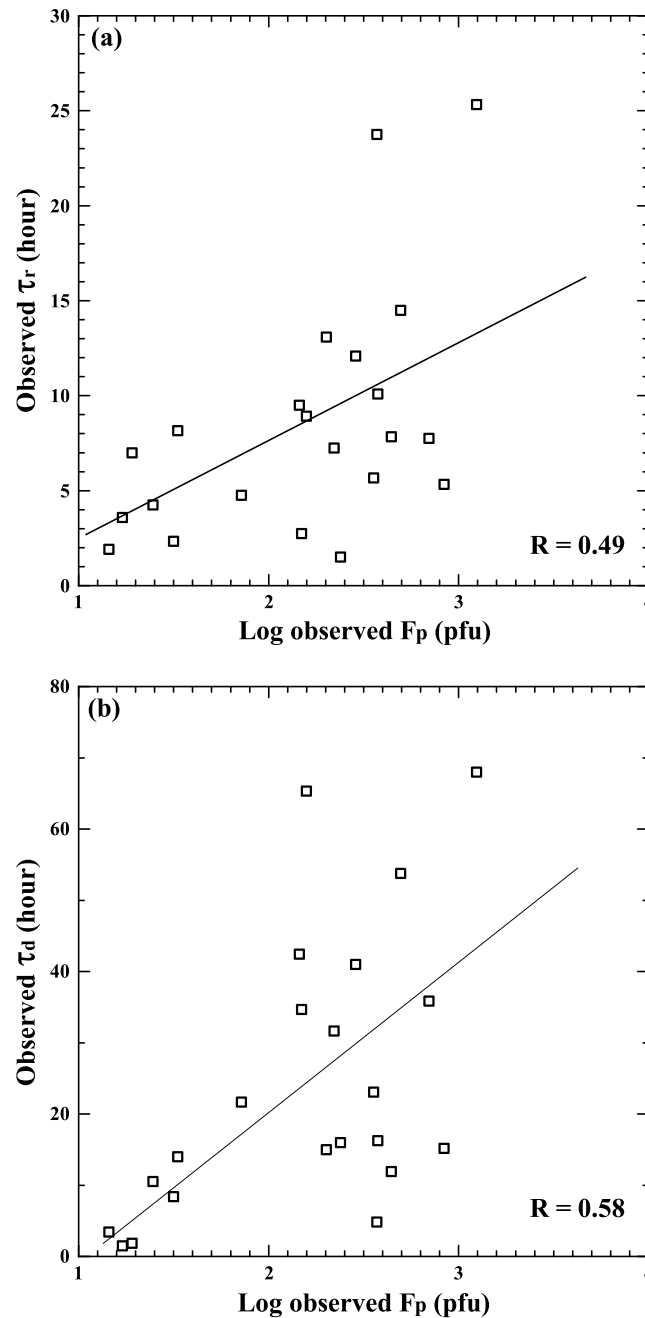 (a)
30
25
20
15
10
5
0
Observed τr (hour)
R = 0.49
1 2 3
Log observed Fp (pfu)
(b)
80
60
40
20
0
Observed τd (hour)
R = 0.58
1 2 3
Log observed Fp (pfu)